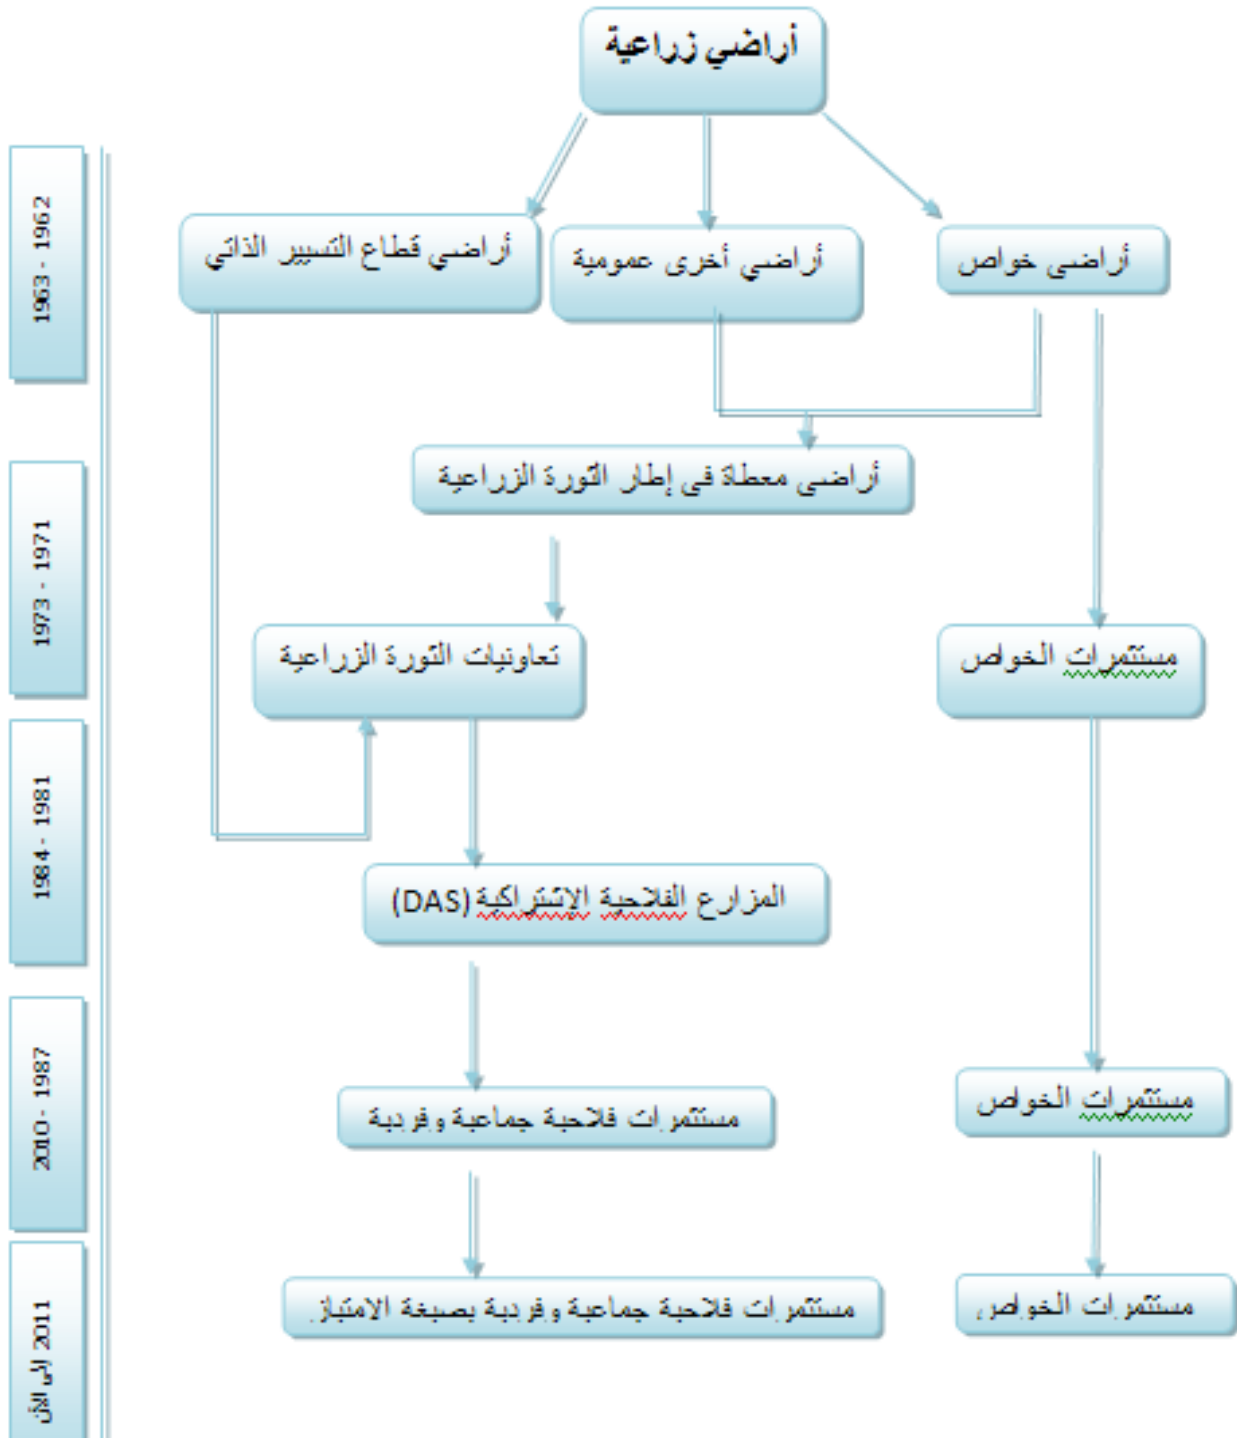 أراضي زراعية
أراضي خواص
أراضي أخرى عمومية
أراضي قطاع التسيير الذاتي
1962 - 1963
أراضي معطاة في إطار الثورة الزراعية
1971 - 1973
مستثمرات الخواص
تعاونيات الثورة الزراعية
1981 - 1984
المزارع الفلاحية الإشتراكية (DAS)
1987 - 2010
مستثمرات الخواص
مستثمرات فلاحية جماعية وفردية
2011 إلى الآن
مستثمرات الخواص
مستثمرات فلاحية جماعية وفردية بصيغة الامتياز